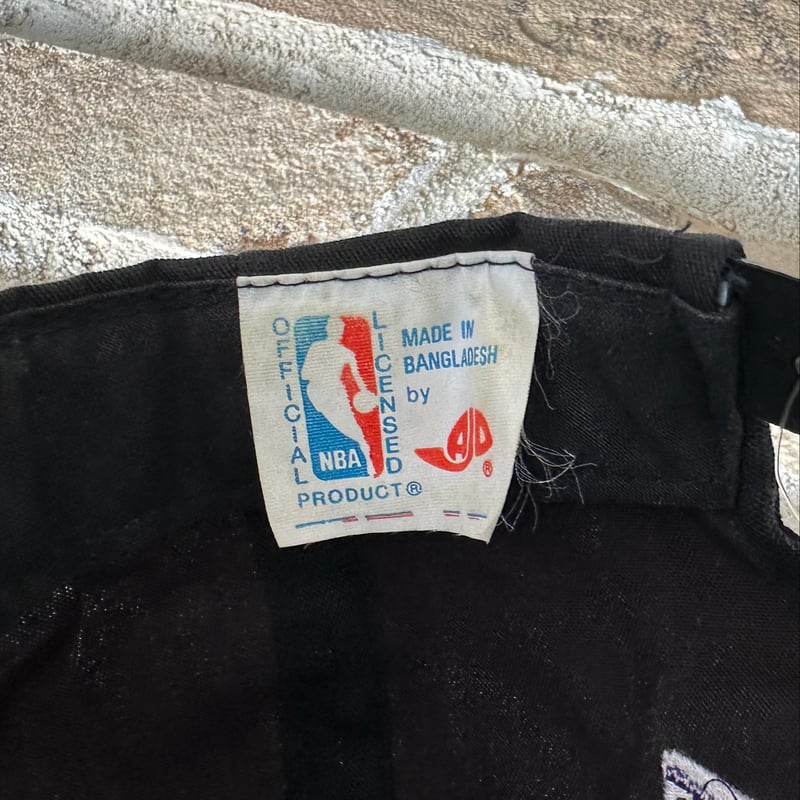 OFFICIAL
LICENSED
NBA
PRODUCT®
MADE IN
BANGLADESH
by
AJD
®